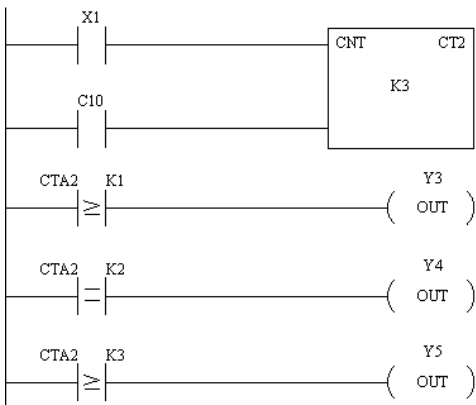 X1
CNT CT2
K3
C10
CTA2 K1 Y3
≥ OUT
CTA2 K2 Y4
= OUT
CTA2 K3 Y5
≥ OUT